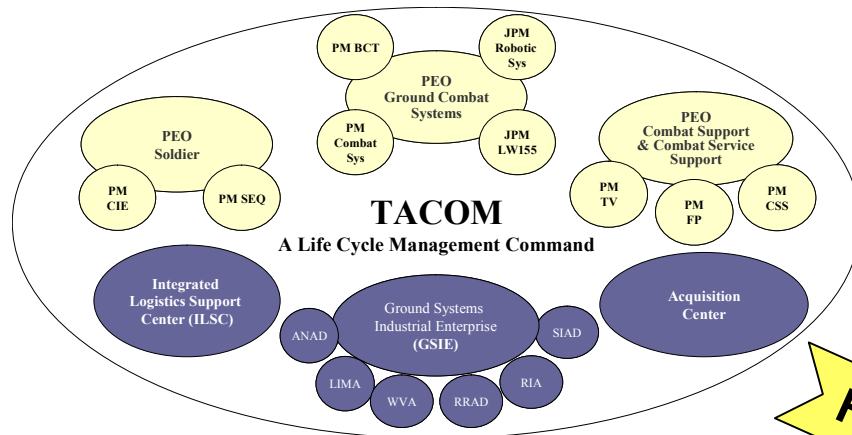 PM BCT
JPM
Robotic
Sys
PEO
Ground Combat
Systems
PM
Combat
Sys
JPM
LW155
PEO
Soldier
PM
CIE
PM SEQ
PEO
Combat Support
& Combat Service
Support
PM
TV
PM
FP
PM
CSS
TACOM
A Life Cycle Management Command
Integrated
Logistics Support
Center (ILSC)
Ground Systems
Industrial Enterprise
(GSIE)
Acquisition
Center
ANAD
LIMA
WVA
RRAD
RIA
SIAD